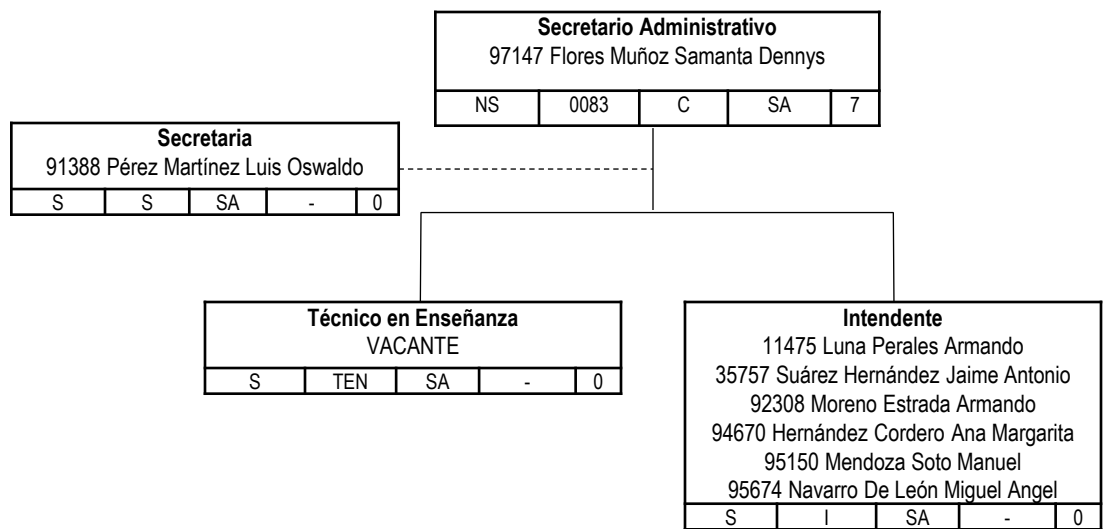 Secretario Administrativo
97147 Flores Muñoz Samanta Dennys
NS 0083 C SA 7
Secretaria
91388 Pérez Martínez Luis Oswaldo
S S SA - 0
Técnico en Enseñanza
VACANTE
S TEN SA - 0
Intendente
11475 Luna Perales Armando
35757 Suárez Hernández Jaime Antonio
92308 Moreno Estrada Armando
94670 Hernández Cordero Ana Margarita
95150 Mendoza Soto Manuel
95674 Navarro De León Miguel Angel
S I SA - 0